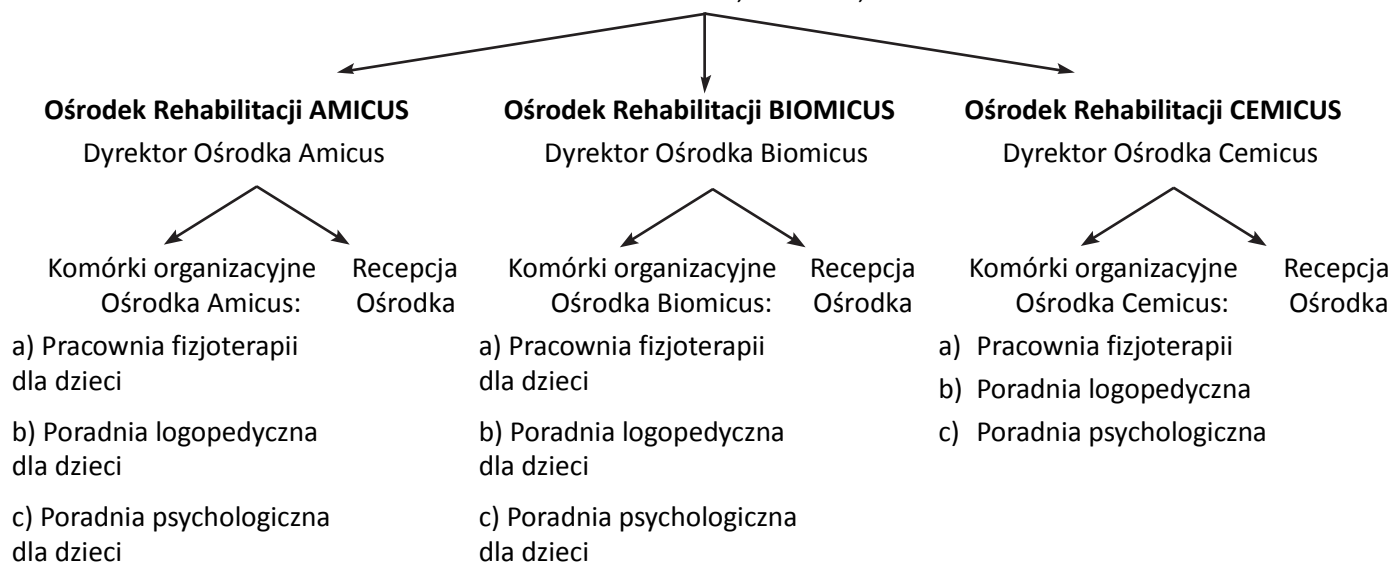 Ośrodek Rehabilitacji AMICUS
Dyrektor Ośrodka Amicus
Komórki organizacyjne
Ośrodka Amicus:
Recepcja
Ośrodka
a) Pracownia fizjoterapii
dla dzieci
b) Poradnia logopedyczna
dla dzieci
c) Poradnia psychologiczna
dla dzieci
Ośrodek Rehabilitacji BIOMICUS
Dyrektor Ośrodka Biomicus
Komórki organizacyjne
Ośrodka Biomicus:
Recepcja
Ośrodka
a) Pracownia fizjoterapii
dla dzieci
b) Poradnia logopedyczna
dla dzieci
c) Poradnia psychologiczna
dla dzieci
Ośrodek Rehabilitacji CEMICUS
Dyrektor Ośrodka Cemicus
Komórki organizacyjne
Ośrodka Cemicus:
Recepcja
Ośrodka
a) Pracownia fizjoterapii
b) Poradnia logopedyczna
c) Poradnia psychologiczna